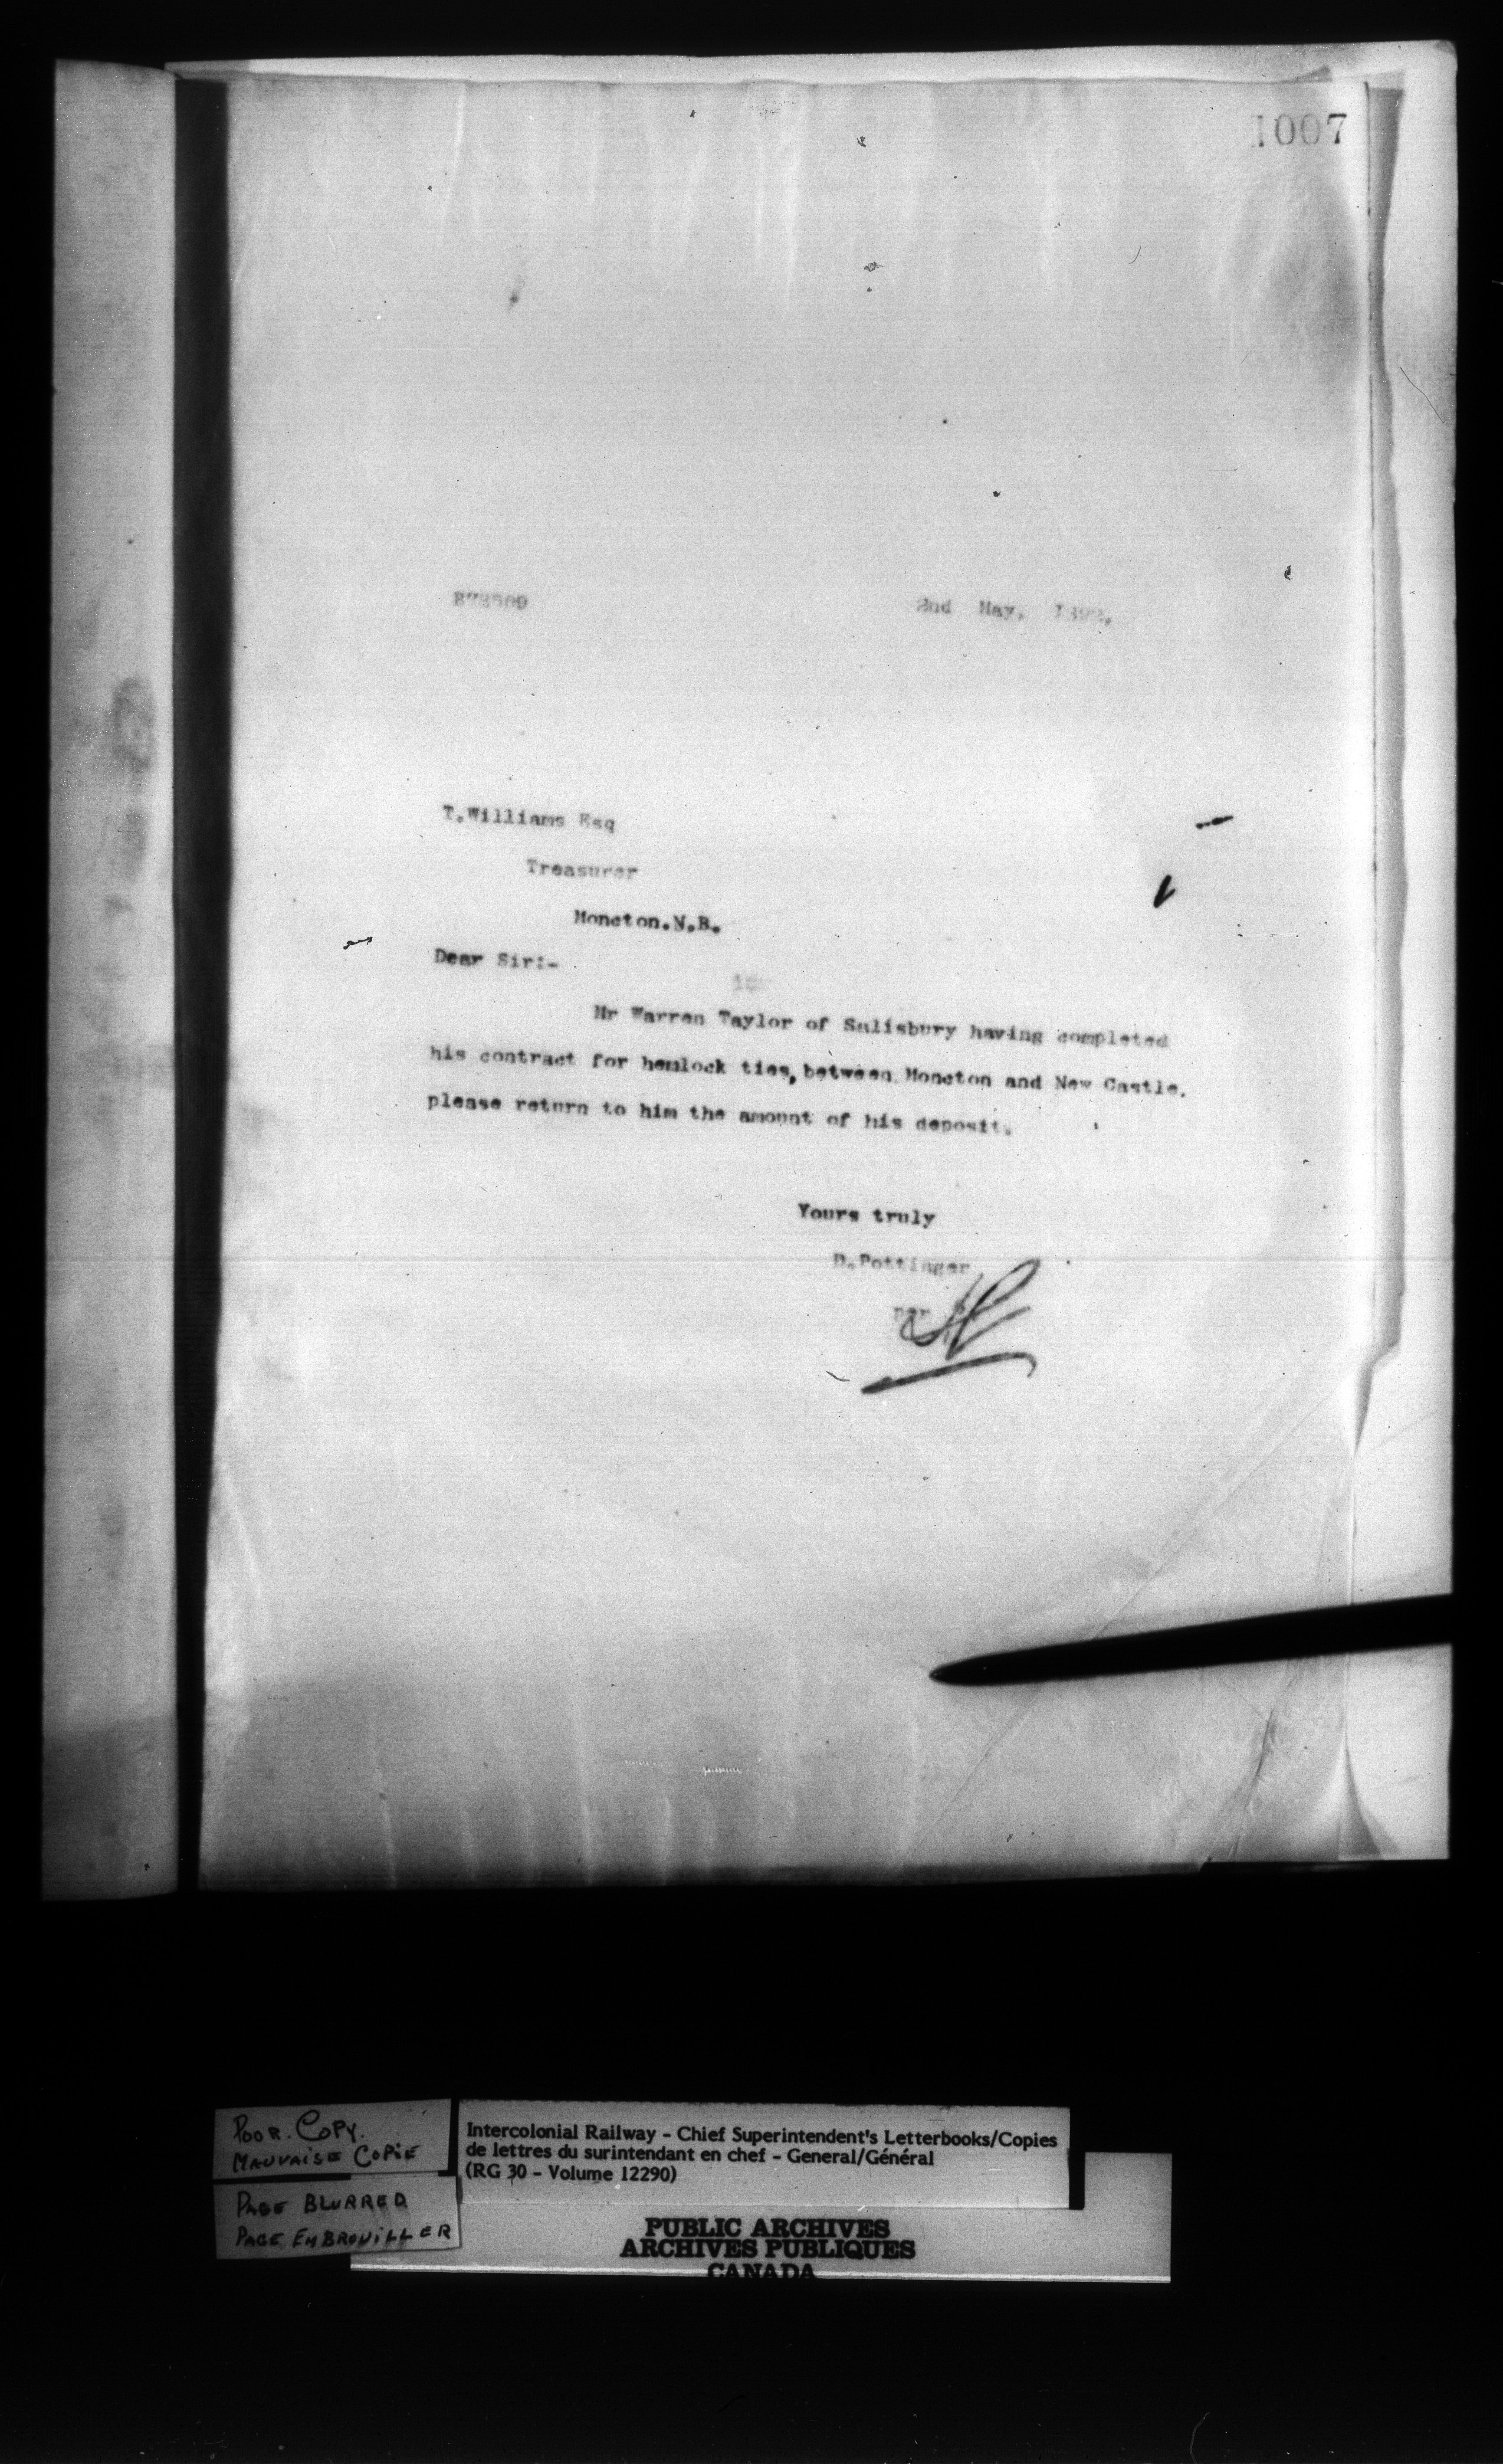 1007
2nd May,
T.Williams Esq
Treasurer
Moncton.N.B.
Dear Sir:-
Mr Warren Taylor of Salisbury having completed
his contract for hemlock ties, between Moncton and New Castle.
please return to him the amount of his deposit.
Yours truly
D.Pottinger
per
POOR. COPY.
MAUVAISE COPIE
PAGE BLURRED
PAGE EMBROUILLER
Intercolonial Railway - Chief Superintendent's Letterbooks/Copies
de lettres du surintendant en chef - General/Général
(RG 30 - Volume 12290)
PUBLIC ARCHIVES
ARCHIVES PUBLIQUES
CANADA